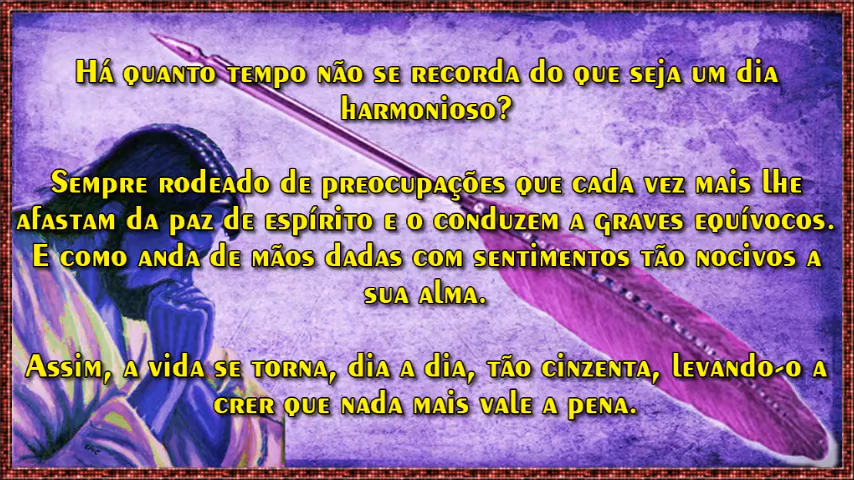 Há quanto tempo não se recorda do que seja um dia
harmonioso?
Sempre rodeado de preocupações que cada vez mais lhe
afastam da paz de espírito e o conduzem a graves equívocos.
E como anda de mãos dadas com sentimentos tão nocivos a
sua alma.
Assim, a vida se torna, dia a dia, tão cinzenta, levando-o a
crer que nada mais vale a pena.